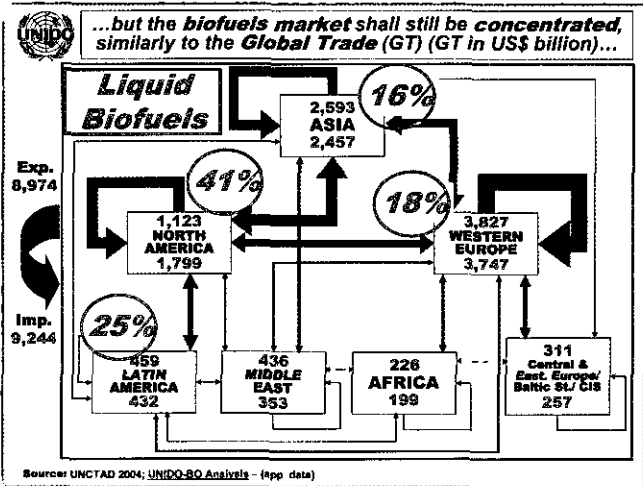 UNIDO
...but the biofuels market shall still be concentrated,
similarly to the Global Trade (GT) (GT in US$ billion)...
Liquid
Biofuels
16%
2,593
ASIA
2,457
Exp.
8,974
41%
18%
1,123
NORTH
AMERICA
1,799
3,827
WESTERN
EUROPE
3,747
Imp.
9,244
25%
459
LATIN
AMERICA
432
436
MIDDLE
EAST
353
226
AFRICA
199
311
Central &
East. Europe/
Baltic St./ CIS
257
Source: UNCTAD 2004; UNIDO-BO Analysis - (app data)